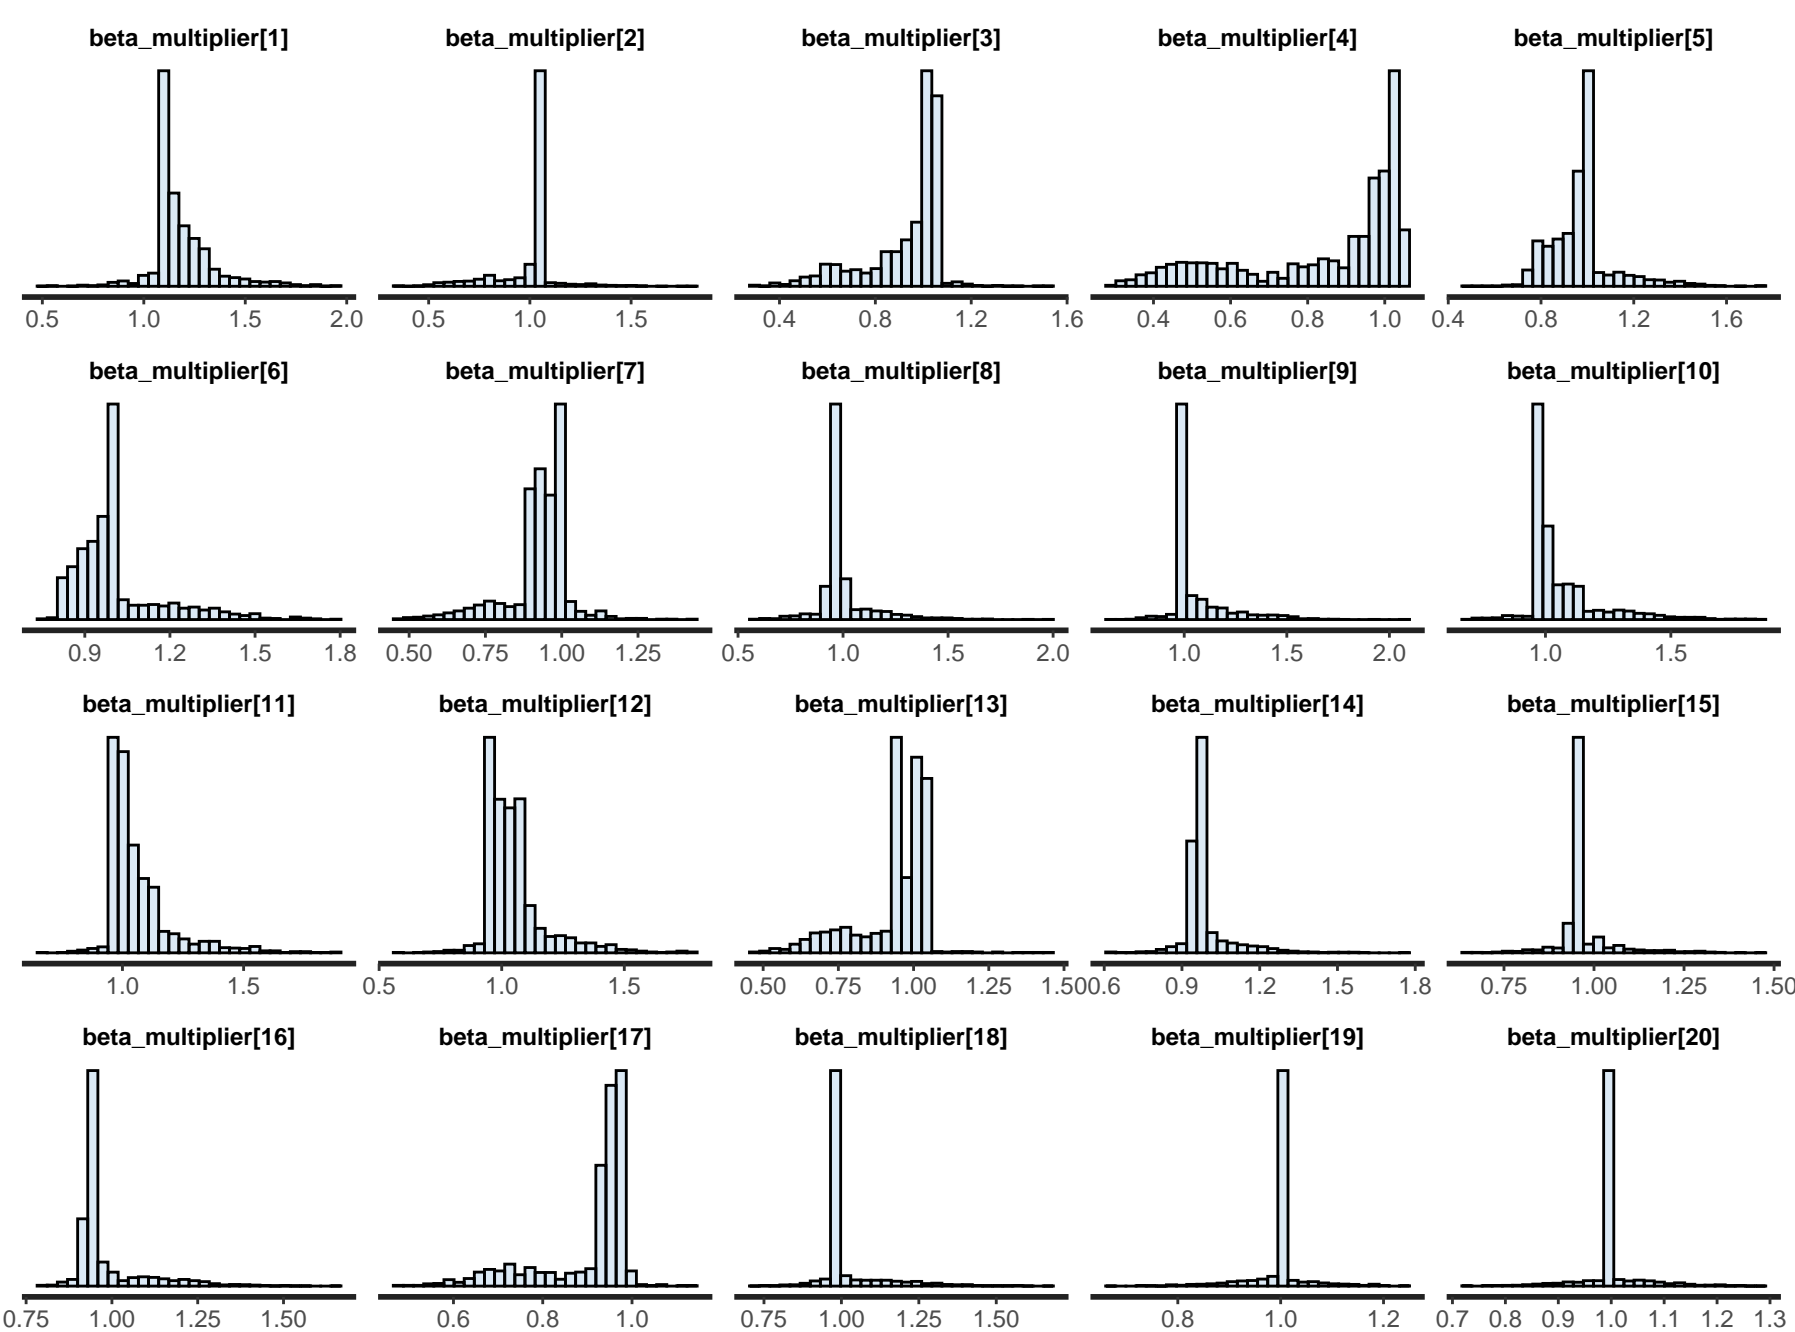 beta_multiplier[1] beta_multiplier[2] beta_multiplier[3] beta_multiplier[4] beta_multiplier[5]
0.5 1.0 1.5 2.0 0.5 1.0 1.5 0.4 0.8 1.2 1.6 0.4 0.6 0.8 1.0 0.4 0.8 1.2 1.6
beta_multiplier[6] beta_multiplier[7] beta_multiplier[8] beta_multiplier[9] beta_multiplier[10]
0.9 1.2 1.5 1.8 0.50 0.75 1.00 1.25 0.5 1.0 1.5 2.0 1.0 1.5 2.0 1.0 1.5
beta_multiplier[11] beta_multiplier[12] beta_multiplier[13] beta_multiplier[14] beta_multiplier[15]
1.0 1.5 0.5 1.0 1.5 0.50 0.75 1.00 1.25 1.50 0.6 0.9 1.2 1.5 1.8 0.75 1.00 1.25 1.50
beta_multiplier[16] beta_multiplier[17] beta_multiplier[18] beta_multiplier[19] beta_multiplier[20]
0.75 1.00 1.25 1.50 0.6 0.8 1.0 0.75 1.00 1.25 1.50 0.8 1.0 1.2 0.7 0.8 0.9 1.0 1.1 1.2 1.3